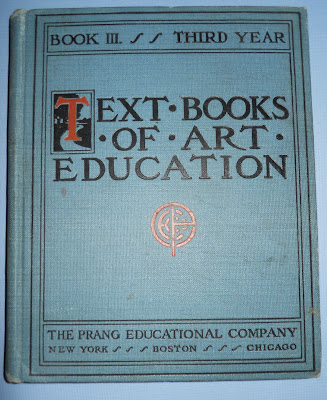 BOOK III. THIRD YEAR
TEXT·BOOKS
·OF·ART·
EDUCATION
THE PRANG EDUCATIONAL COMPANY
NEW YORK BOSTON CHICAGO